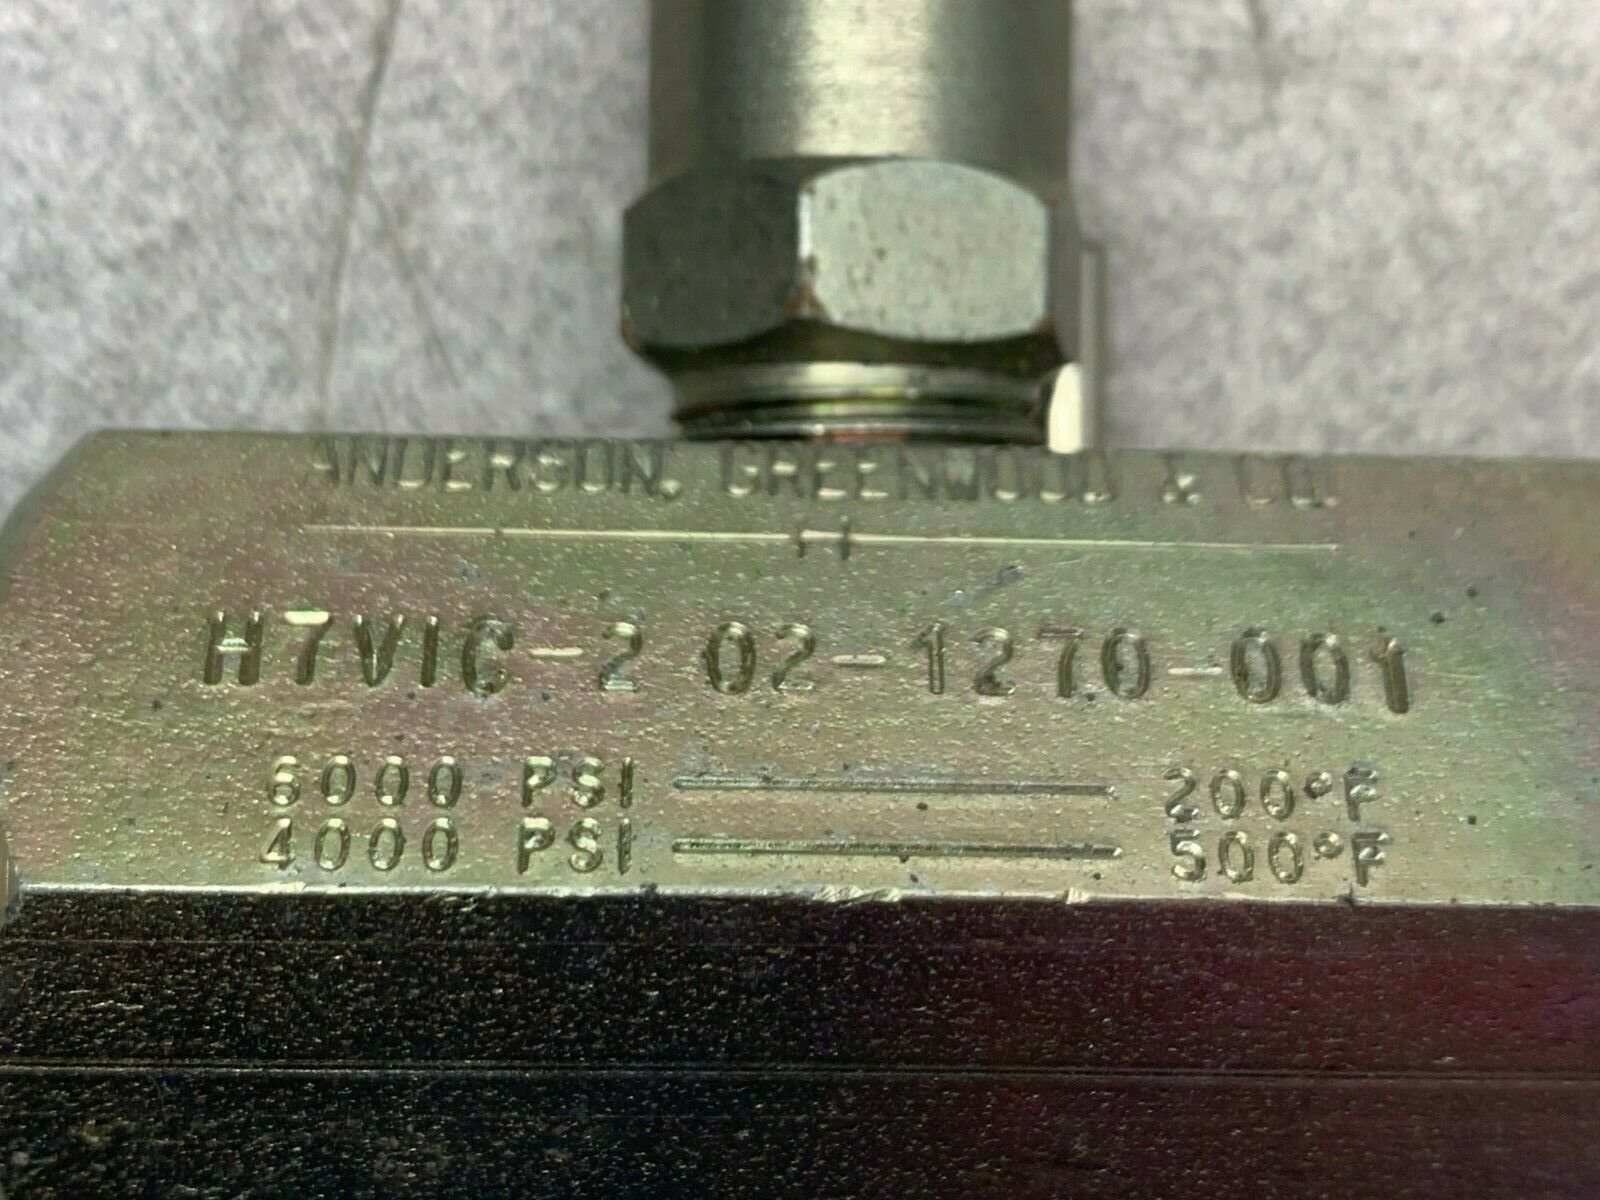 ANDERSON, GREENWOOD & CO.
H7VIC-2 02-1270-001
6000 PSI 200°F
4000 PSI 500°F